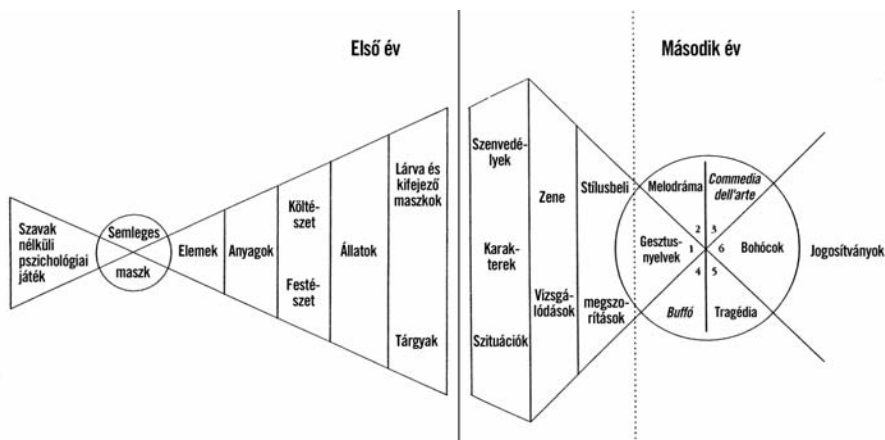 Első év
Második év
Szavak
nélküli
pszichológiai
játék
Semleges
maszk
Elemek
Anyagok
Költé-
szet
Festé-
szet
Állatok
Lárva és
kifejező
maszkok
Tárgyak
Szenvedé-
lyek
Karak-
terek
Szituációk
Zene
Vizsgá-
lódások
Stílusbeli
megszo-
rítások
Melodráma
Commedia
dell'arte
Gesztus-
nyelvek
2 3
1 6
4 5
Bohócok
Buffó
Tragédia
Jogosítványok